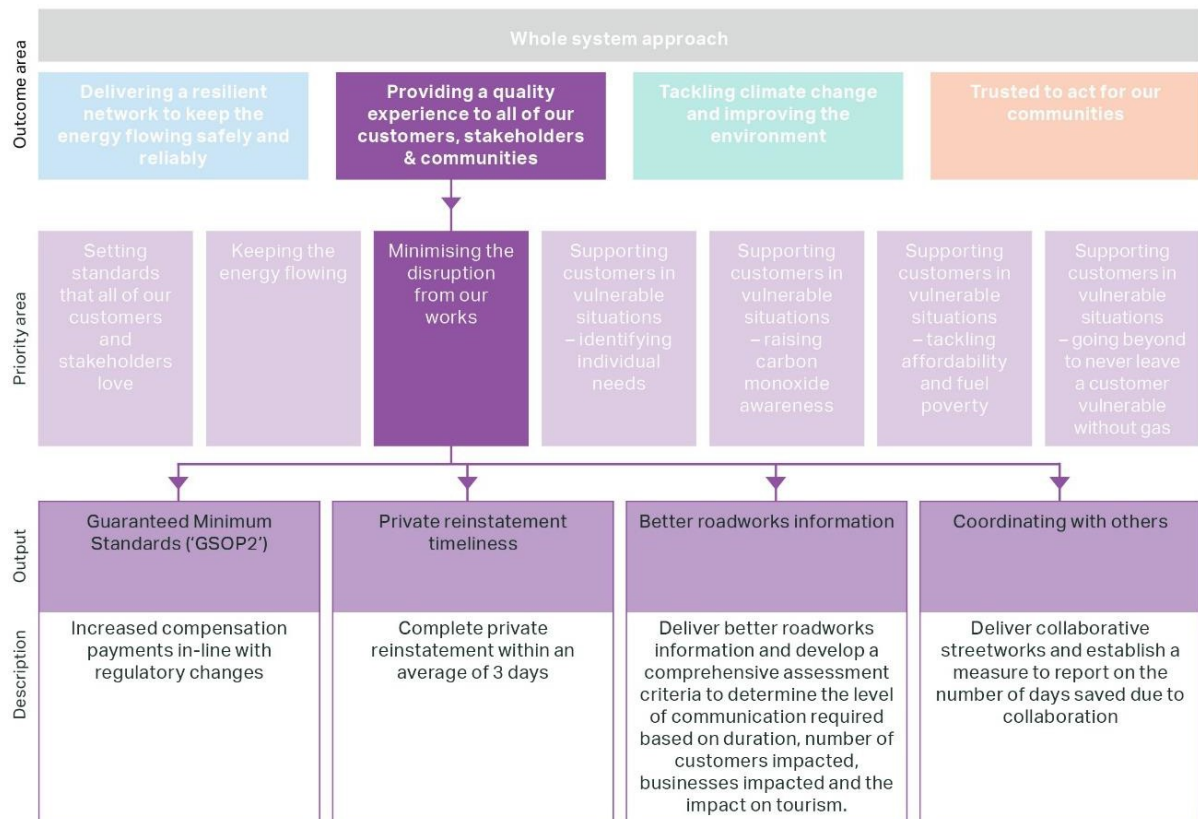 Outcome area
Whole system approach
Delivering a resilient
network to keep the
energy flowing safely and
reliably
Providing a quality
experience to all of our
customers, stakeholders
& communities
Tackling climate change
and improving the
environment
Trusted to act for our
communities
Priority area
Setting
standards
that all of our
customers
and
stakeholders
love
Keeping the
energy flowing
Minimising the
disruption
from our
works
Supporting
customers in
vulnerable
situations
– identifying
individual
needs
Supporting
customers in
vulnerable
situations
– raising
carbon
monoxide
awareness
Supporting
customers in
vulnerable
situations
– tackling
affordability
and fuel
poverty
Supporting
customers in
vulnerable
situations
– going beyond
to never leave
a customer
vulnerable
without gas
Output
Guaranteed Minimum
Standards (‘GSOP2’)
Private reinstatement
timeliness
Better roadworks information
Coordinating with others
Description
Increased compensation
payments in-line with
regulatory changes
Complete private
reinstatement within an
average of 3 days
Deliver better roadworks
information and develop a
comprehensive assessment
criteria to determine the level
of communication required
based on duration, number of
customers impacted,
businesses impacted and the
impact on tourism.
Deliver collaborative
streetworks and establish a
measure to report on the
number of days saved due to
collaboration